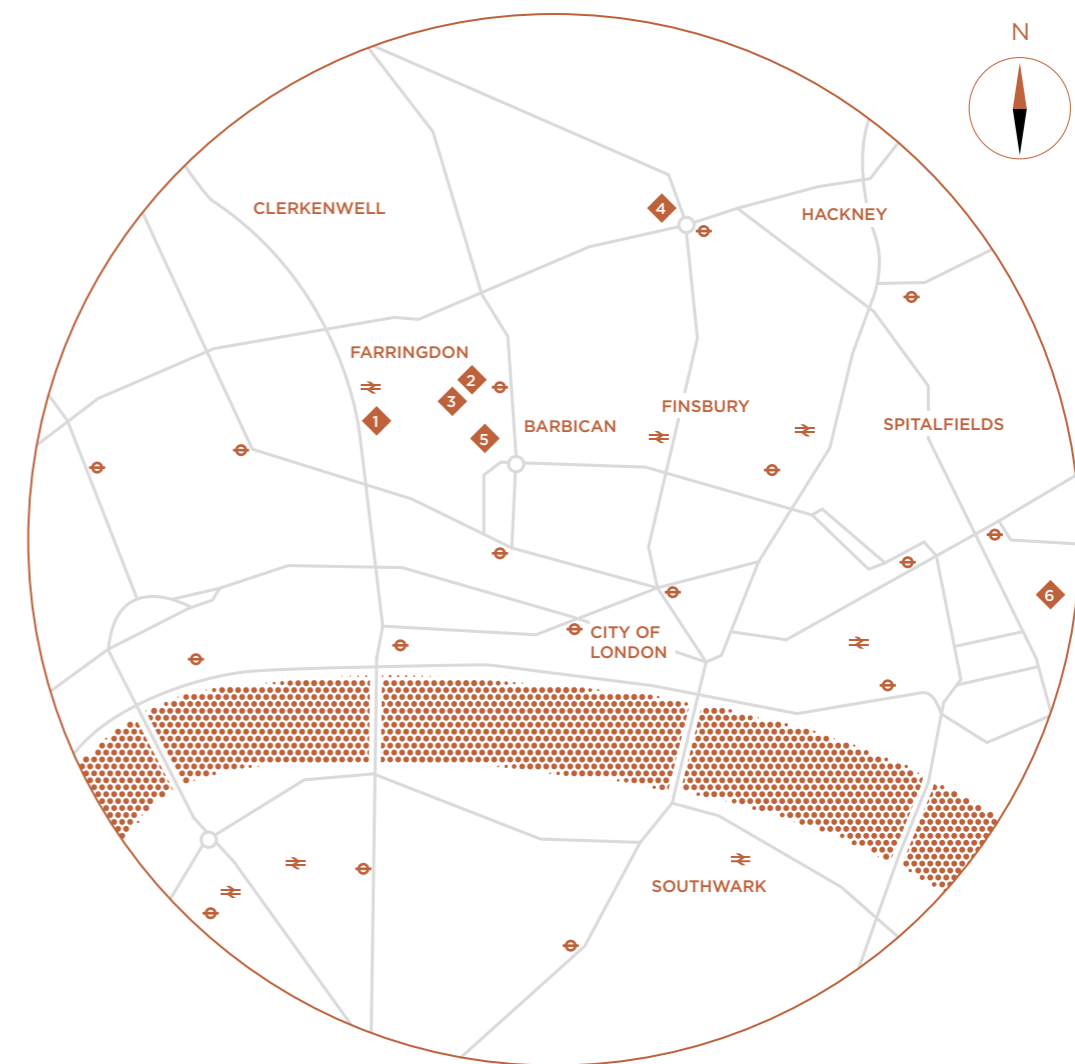 N
CLERKENWELL
4
HACKNEY
FARRINGDON
2
3
1
FINSBURY
5
BARBICAN
SPITALFIELDS
6
CITY OF
LONDON
SOUTHWARK